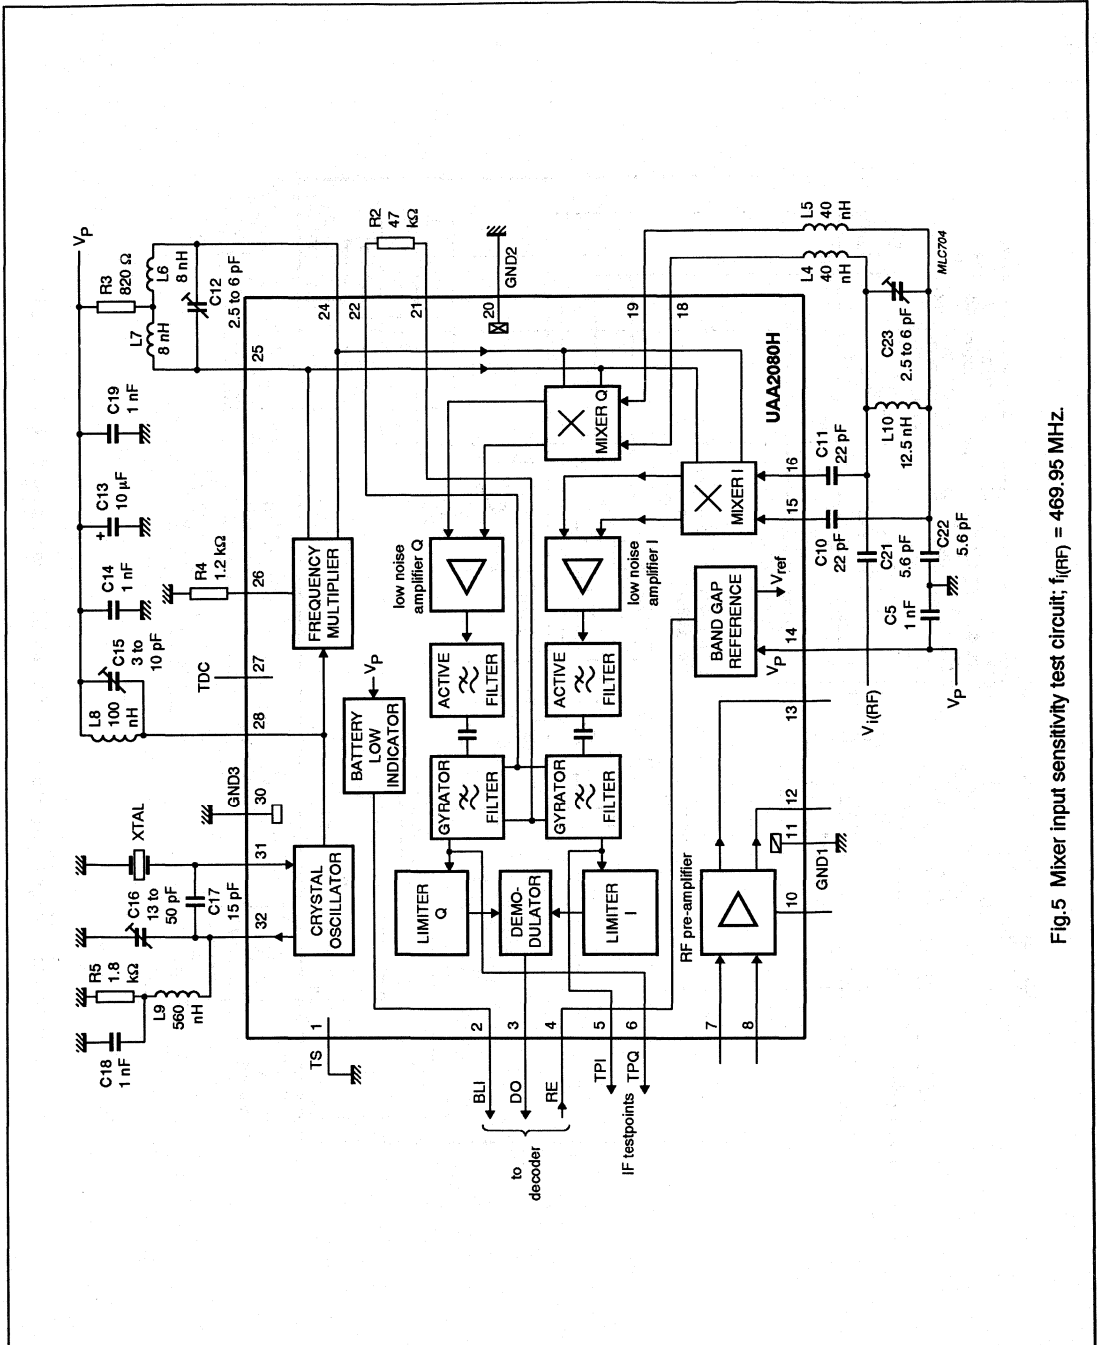 VP
R3
820 Ω
L7
8 nH
L6
8 nH
C12
2.5 to 6 pF
C19
1 nF
C13
10 µF
+
C14
1 nF
C15
3 to
10 pF
L8
100
nH
R4
1.2 kΩ
TDC
GND3
XTAL
C16
13 to
50 pF
C17
15 pF
R5
1.8
kΩ
L9
560
nH
C18
1 nF
R2
47
kΩ
GND2
32
31
30
28
27
26
25
24
22
21
20
19
18
16
15
14
13
12
11
10
8
7
6
5
4
3
2
1
TS
BLI
DO
RE
TPI
TPQ
to
decoder
IF testpoints
CRYSTAL
OSCILLATOR
FREQUENCY
MULTIPLIER
BATTERY
LOW
INDICATOR
VP
LIMITER
Q
DEMO-
DULATOR
LIMITER
I
GYRATOR
FILTER
GYRATOR
FILTER
ACTIVE
FILTER
ACTIVE
FILTER
low noise
amplifier Q
low noise
amplifier I
MIXER Q
MIXER I
BAND GAP
REFERENCE
VP
Vref
RF pre-amplifier
GND1
UAA2080H
L5
40
nH
L4
40
nH
C23
2.5 to 6 pF
L10
12.5 nH
C11
22 pF
C10
22 pF
C21
5.6 pF
C22
5.6 pF
C5
1 nF
Vi(RF)
VP
MLC704
Fig.5 Mixer input sensitivity test circuit; fi(RF) = 469.95 MHz.